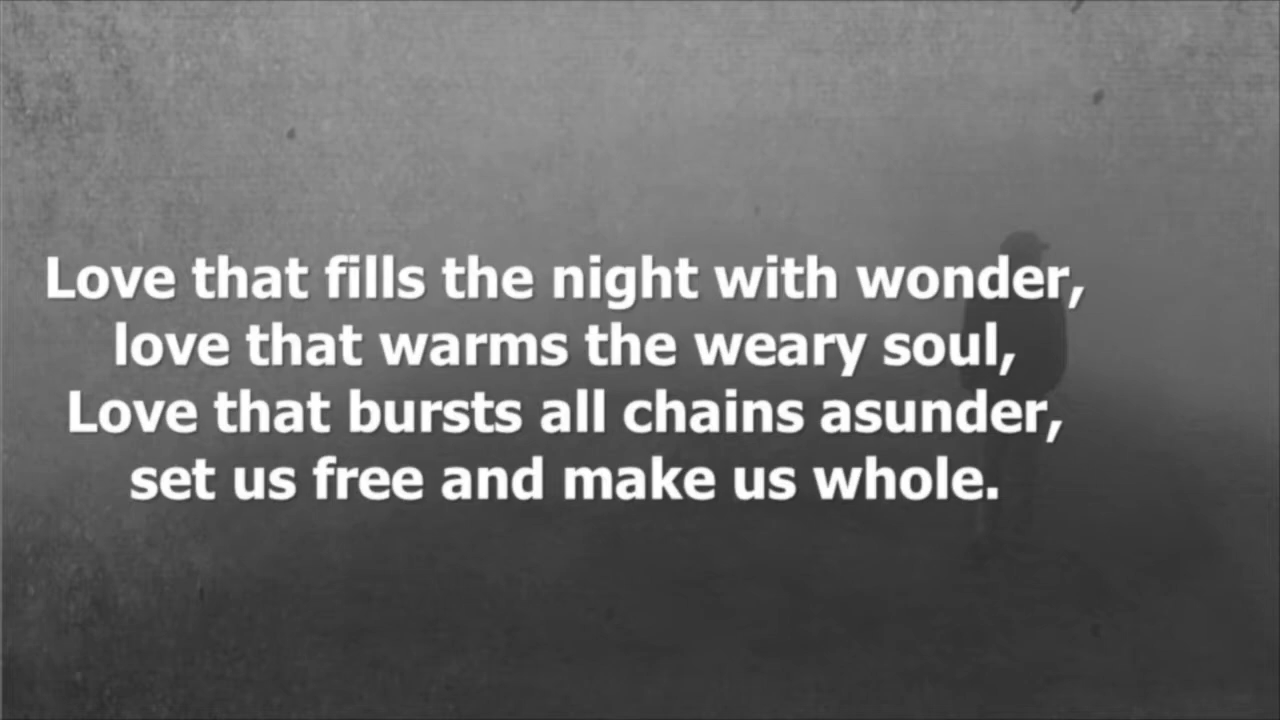 Love that fills the night with wonder,
love that warms the weary soul,
Love that bursts all chains asunder,
set us free and make us whole.